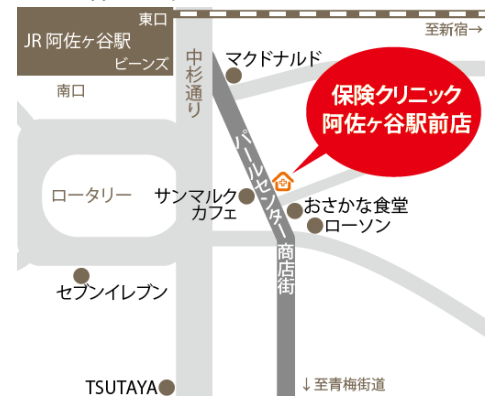 東口
至新宿→
JR 阿佐ヶ谷駅
ビーンズ
南口
中杉通り
マクドナルド
保険クリニック
阿佐ヶ谷駅前店
パールセンター商店街
ロータリー
サンマルク
カフェ
おさかな食堂
ローソン
セブンイレブン
TSUTAYA
↓至青梅街道